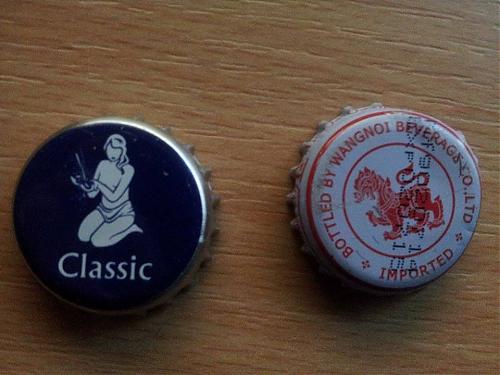 Classic
BOTTLED BY WANGNOI BEVERAGE CO.,LTD
IMPORTED